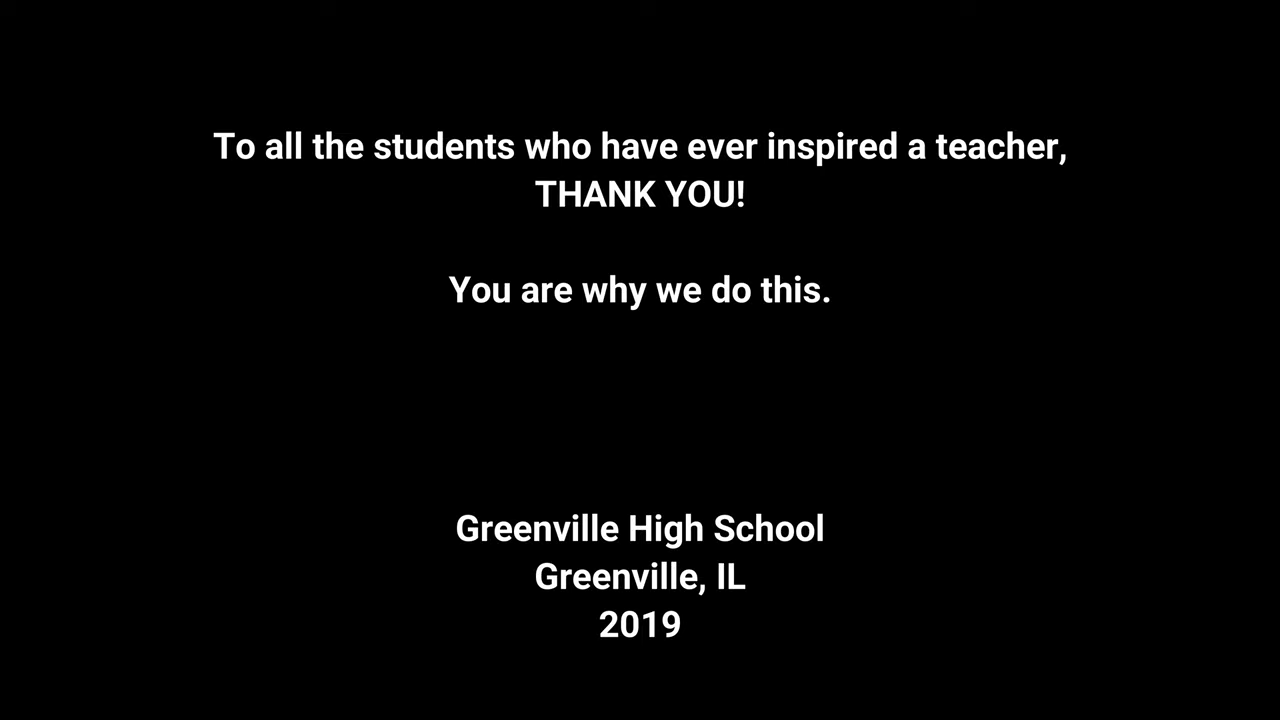 To all the students who have ever inspired a teacher,
THANK YOU!
You are why we do this.
Greenville High School
Greenville, IL
2019